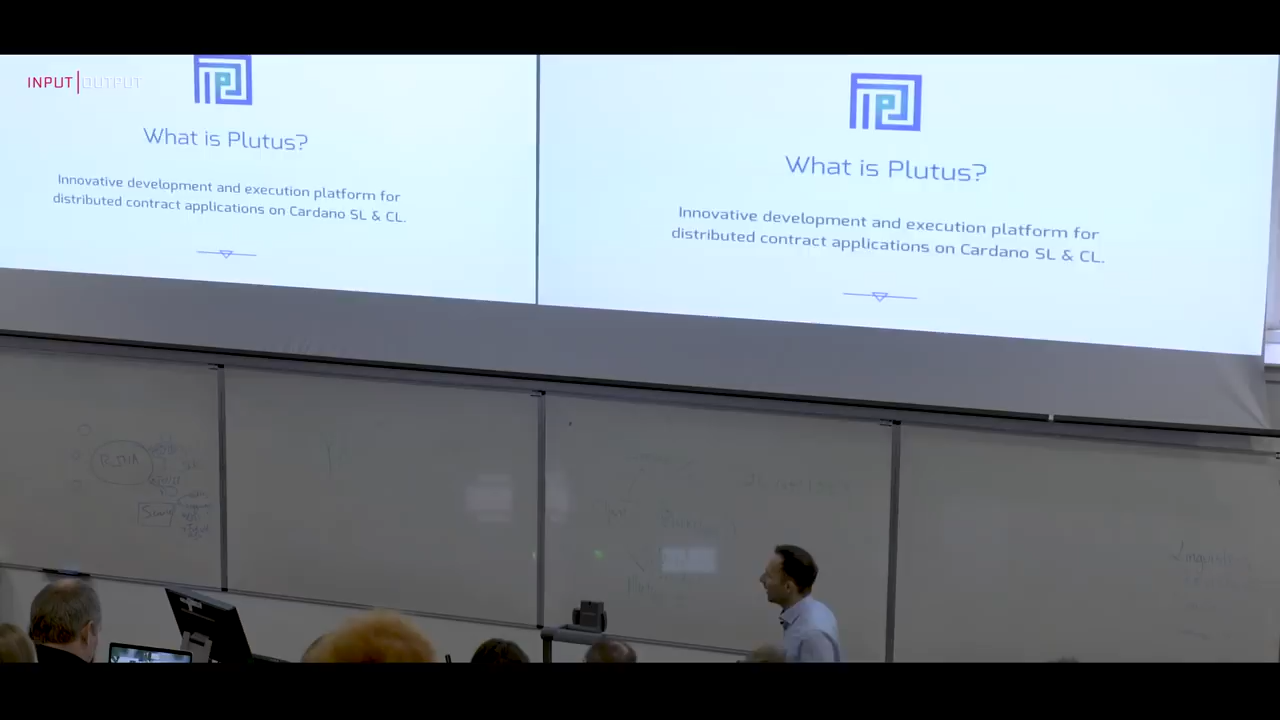 INPUT|OUTPUT
What is Plutus?
Innovative development and execution platform for
distributed contract applications on Cardano SL & CL.
What is Plutus?
Innovative development and execution platform for
distributed contract applications on Cardano SL & CL.